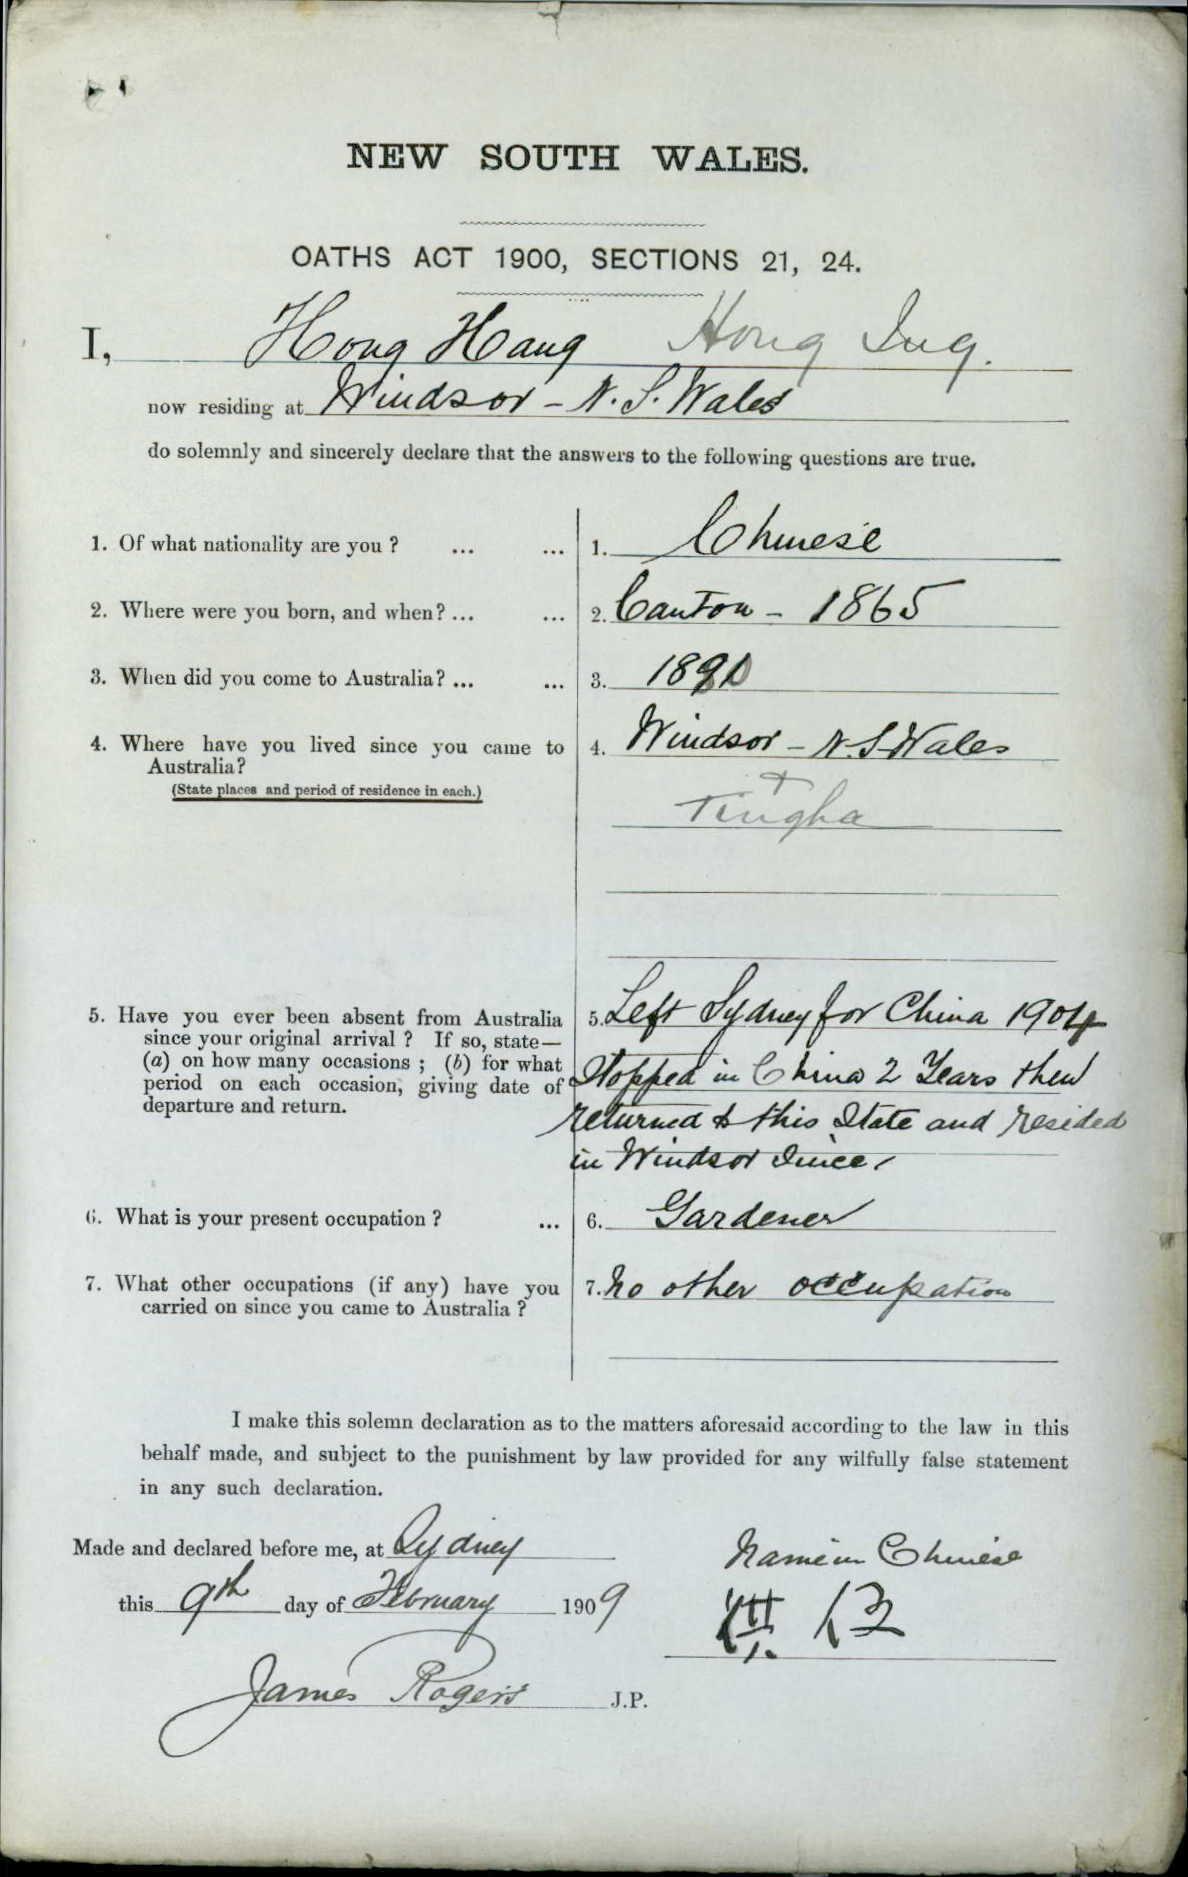 NEW SOUTH WALES.
OATHS ACT 1900, SECTIONS 21, 24.
I, Hong Hang Hong Ing.
now residing at Windsor - N. S. Wales
do solemnly and sincerely declare that the answers to the following questions are true.
1. Of what nationality are you ? ... ... 1. Chinese
2. Where were you born, and when? ... ... 2. Canton - 1865
3. When did you come to Australia? ... ... 3.
4. Where have you lived since you came to 4. Windsor - N. S Wales
Australia?
(State places and period of residence in each.)
+
Tingha
5. Have you ever been absent from Australia 5. Left Sydney for China 1904
since your original arrival ? If so, state—
(a) on how many occasions ; (b) for what
period on each occasion, giving date of
departure and return.
Stopped in China 2 Years then
returned to this State and resided
in Windsor Since.
6. What is your present occupation ? ... 6. Gardener
7. What other occupations (if any) have you 7. No other occupation
carried on since you came to Australia ?
I make this solemn declaration as to the matters aforesaid according to the law in this
behalf made, and subject to the punishment by law provided for any wilfully false statement
in any such declaration.
Made and declared before me, at Sydney
this 9th day of February 1909
Name in Chinese
James Rogers J.P.